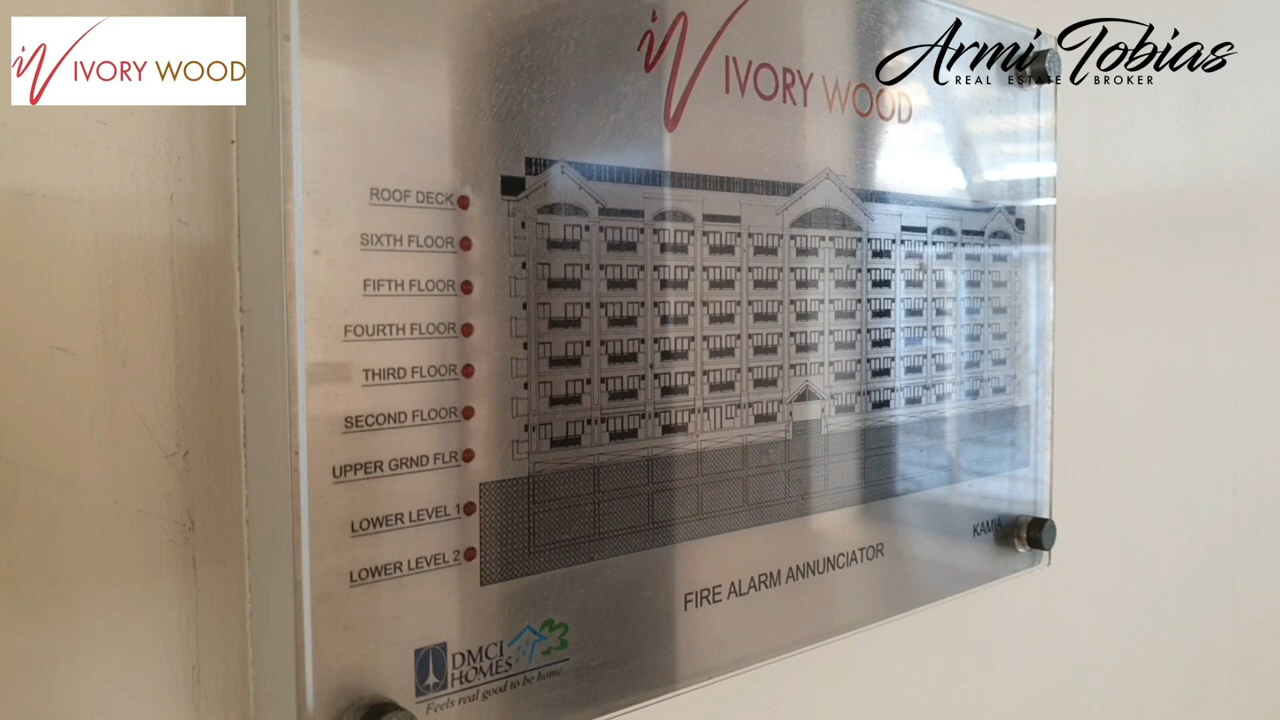 iV IVORY WOOD
Armi Tobias
REAL ESTATE BROKER
iV IVORY WOOD
ROOF DECK
SIXTH FLOOR
FIFTH FLOOR
FOURTH FLOOR
THIRD FLOOR
SECOND FLOOR
UPPER GRND FLR
LOWER LEVEL 1
LOWER LEVEL 2
KAMIA
FIRE ALARM ANNUNCIATOR
DMCI
HOMES
Feels real good to be home